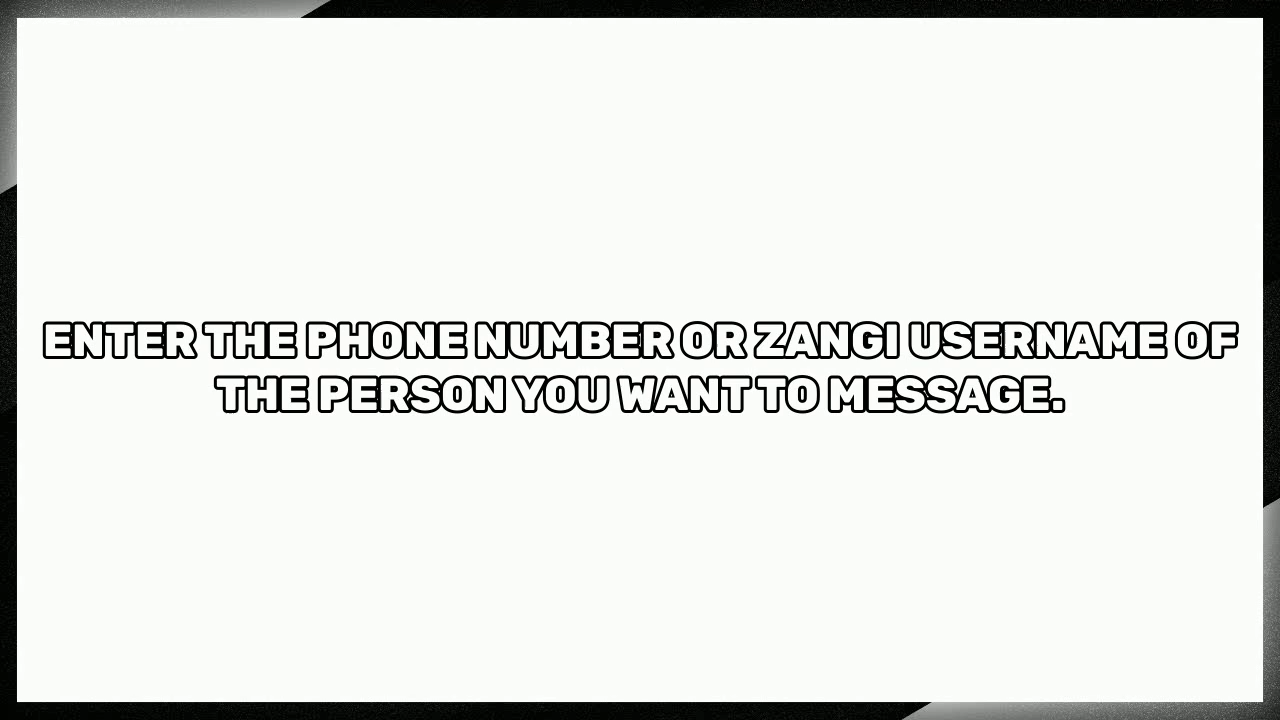 ENTER THE PHONE NUMBER OR ZANGI USERNAME OF
THE PERSON YOU WANT TO MESSAGE.